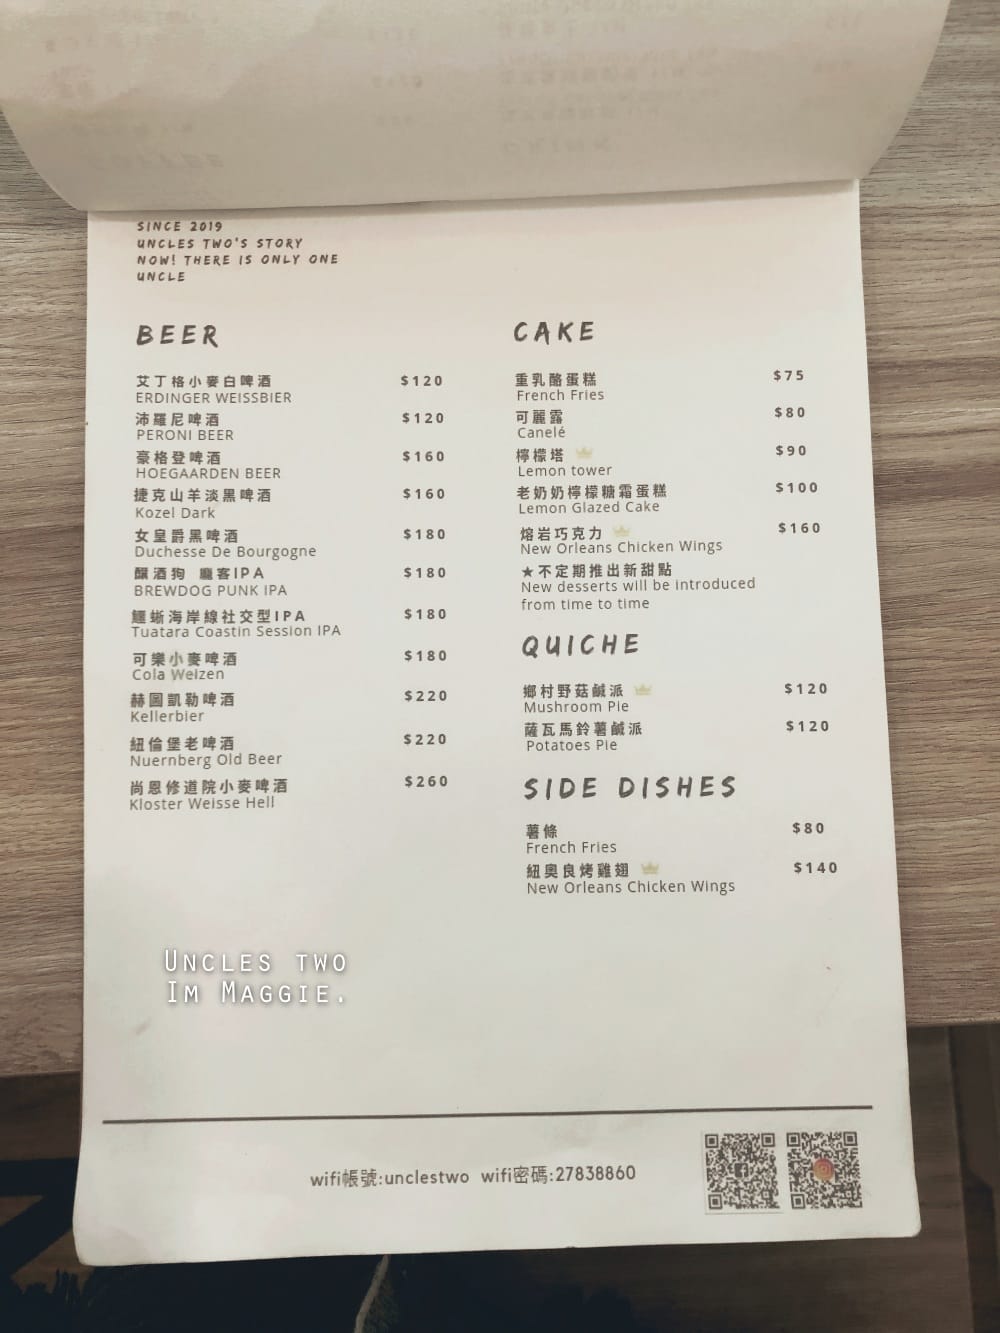 SINCE 2019
UNCLES TWO'S STORY
NOW! THERE IS ONLY ONE
UNCLE
BEER
艾丁格小麥白啤酒 $120
ERDINGER WEISSBIER
沛羅尼啤酒 $120
PERONI BEER
豪格登啤酒 $160
HOEGAARDEN BEER
捷克山羊淡黑啤酒 $160
Kozel Dark
女皇爵黑啤酒 $180
Duchesse De Bourgogne
釀酒狗 龐客IPA $180
BREWDOG PUNK IPA
鱷蜥海岸線社交型IPA $180
Tuatara Coastin Session IPA
可樂小麥啤酒 $180
Cola Weizen
赫圖凱勒啤酒 $220
Kellerbier
紐倫堡老啤酒 $220
Nuernberg Old Beer
尚恩修道院小麥啤酒 $260
Kloster Weisse Hell
CAKE
重乳酪蛋糕 $75
French Fries
可麗露 $80
Canelé
檸檬塔 $90
Lemon tower
老奶奶檸檬糖霜蛋糕 $100
Lemon Glazed Cake
熔岩巧克力 $160
New Orleans Chicken Wings
★不定期推出新甜點
New desserts will be introduced
from time to time
QUICHE
鄉村野菇鹹派 $120
Mushroom Pie
薩瓦馬鈴薯鹹派 $120
Potatoes Pie
SIDE DISHES
薯條 $80
French Fries
紐奧良烤雞翅 $140
New Orleans Chicken Wings
UNCLES TWO
IM MAGGIE.
wifi帳號:unclestwo wifi密碼:27838860